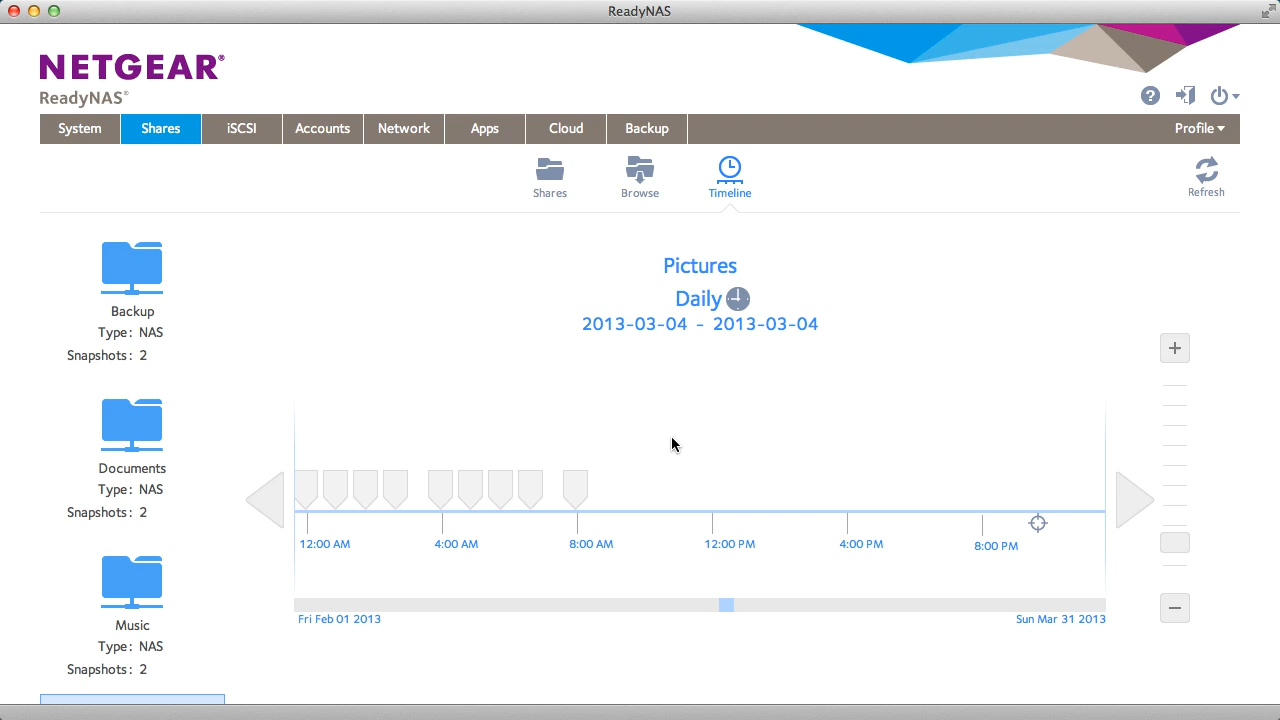 ReadyNAS
NETGEAR®
ReadyNAS®
System Shares iSCSI Accounts Network Apps Cloud Backup Profile
Shares Browse Timeline Refresh
Pictures
Daily
2013-03-04 - 2013-03-04
Backup
Type: NAS
Snapshots: 2
Documents
Type: NAS
Snapshots: 2
Music
Type: NAS
Snapshots: 2
12:00 AM 4:00 AM 8:00 AM 12:00 PM 4:00 PM 8:00 PM
Fri Feb 01 2013 Sun Mar 31 2013